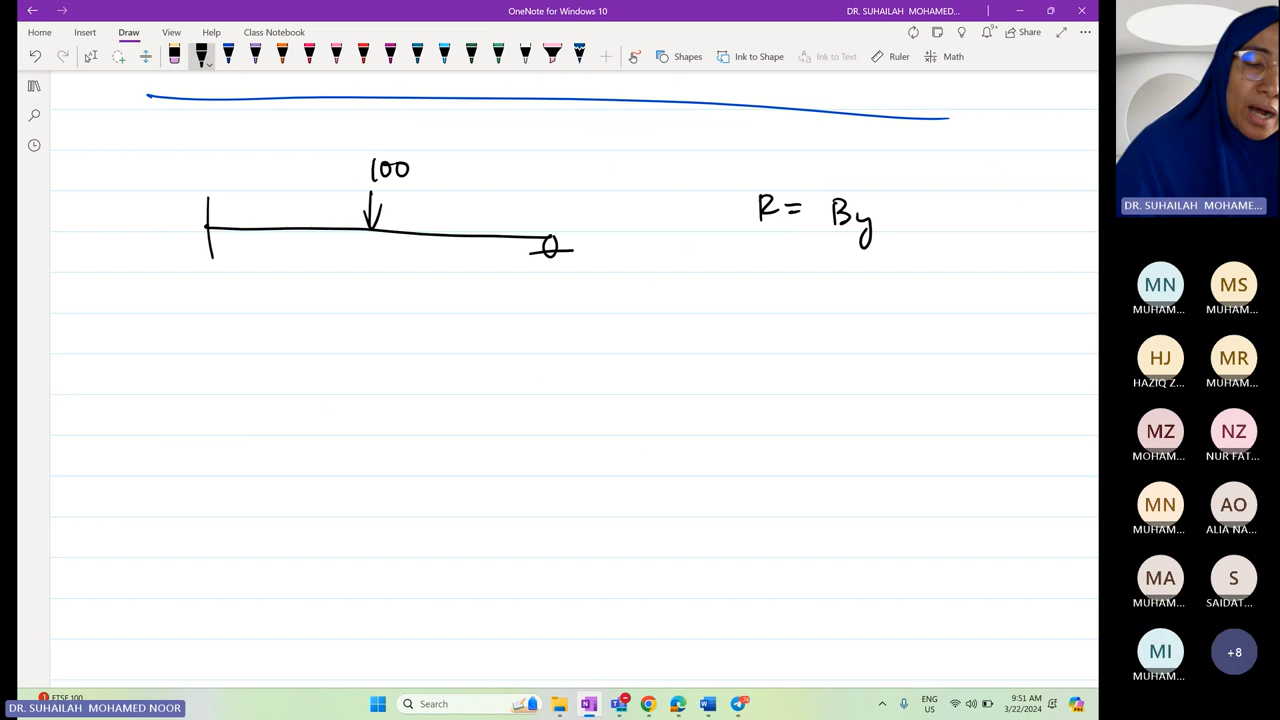 OneNote for Windows 10
DR. SUHAILAH MOHAMED...
Home Insert Draw View Help Class Notebook
Share
Shapes Ink to Shape Ink to Text Ruler Math
100
R = By
DR. SUHAILAH MOHAME...
MN MS
MUHAM... MUHAM...
HJ MR
HAZIQ Z... MUHAM...
MZ NZ
MOHAM... NUR FAT...
MN AO
MUHAM... ALIA NA...
MA S
MUHAM... SAIDAT...
MI +8
MUHAM...
1 FTSE 100
DR. SUHAILAH MOHAMED NOOR
Search
ENG
US
9:51 AM
3/22/2024